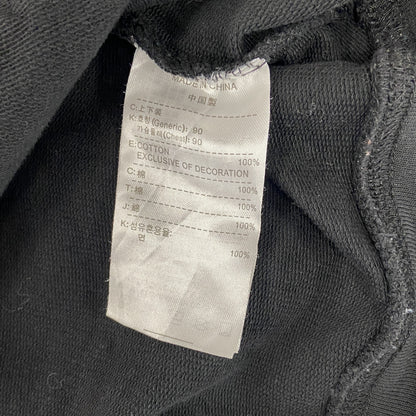 MADE IN CHINA
中国製
C:上下装
K:호칭(Generic): 90
가슴둘레(Chest): 90
100%
E:COTTON
EXCLUSIVE OF DECORATION
C:棉 100%
T:棉 100%
J:綿 100%
K:섬유혼용율: 100%
면